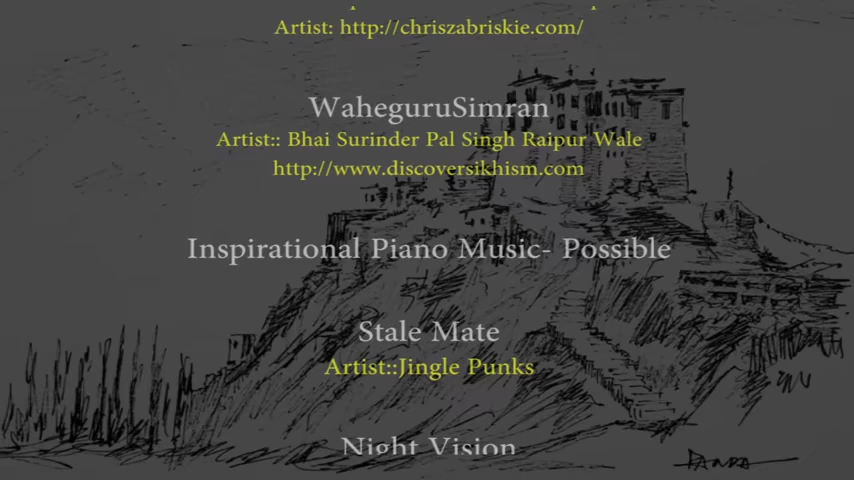 Artist: http://chriszabriskie.com/
WaheguruSimran
Artist:: Bhai Surinder Pal Singh Raipur Wale
http://www.discoversikhism.com
Inspirational Piano Music- Possible
Stale Mate
Artist::Jingle Punks
Night Vision
PANDA